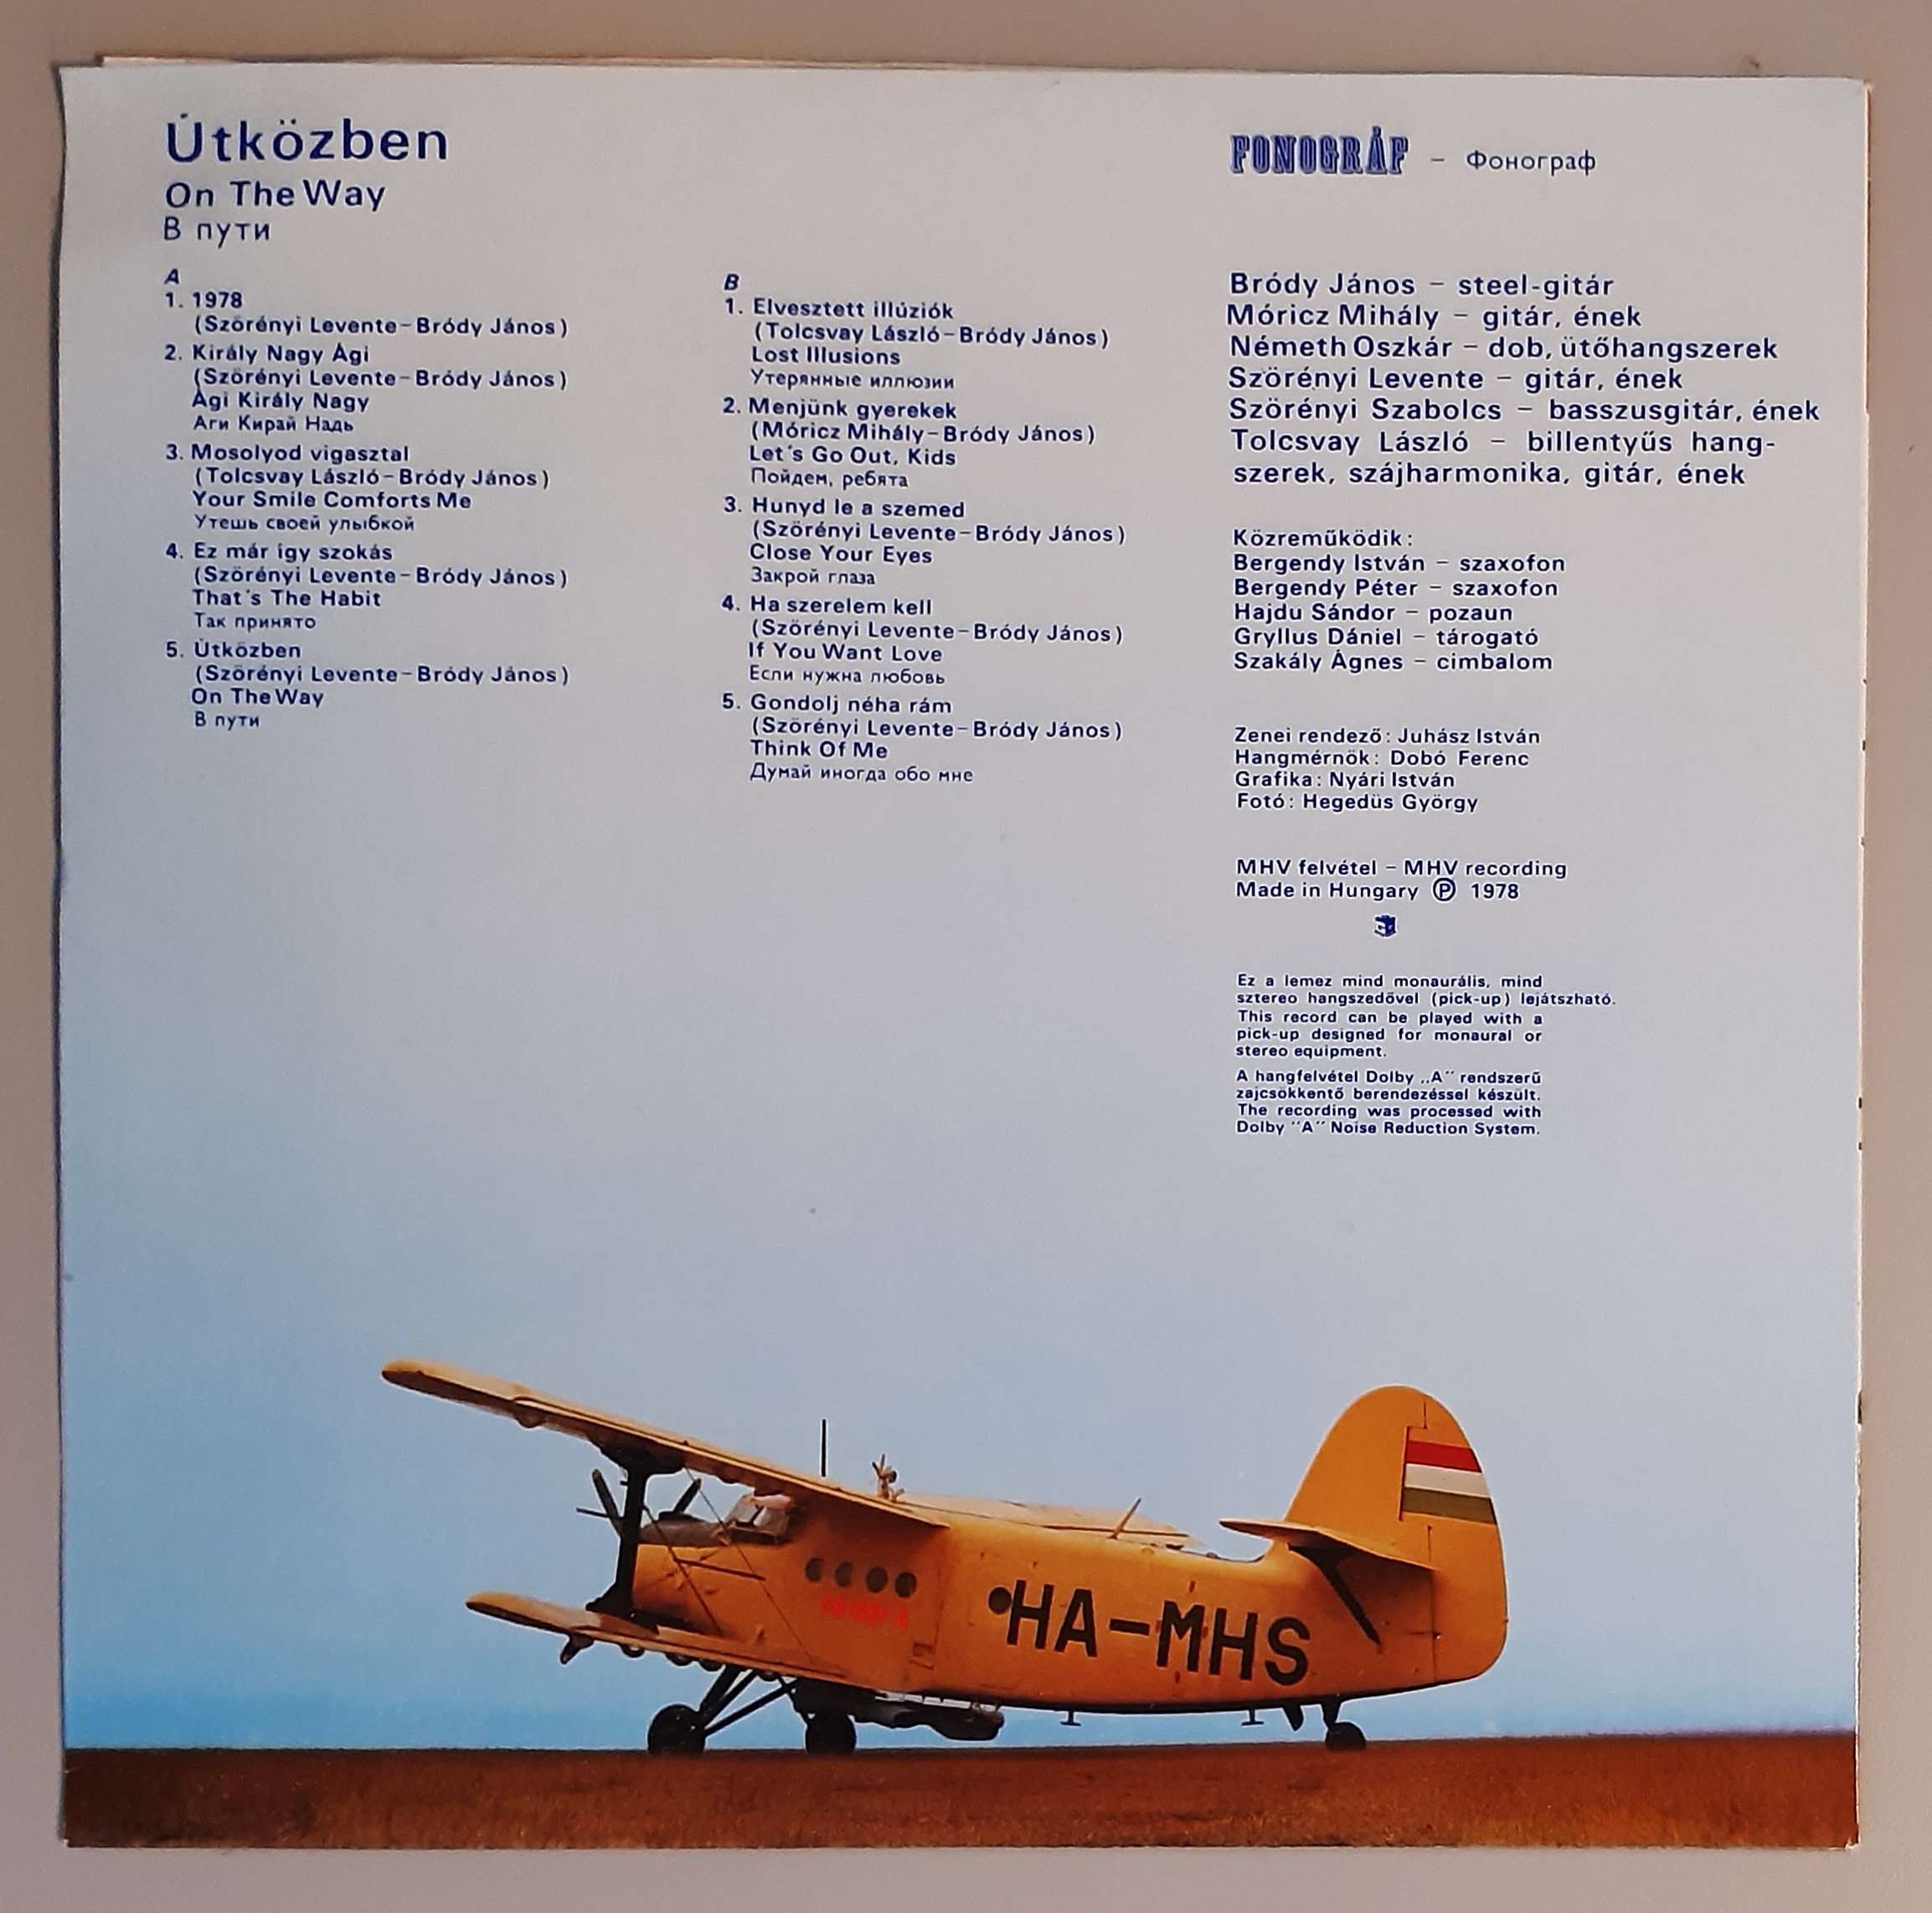 Útközben
On The Way
В пути
A
1. 1978
(Szörényi Levente – Bródy János)
2. Király Nagy Ági
(Szörényi Levente – Bródy János)
Ági Király Nagy
Аги Кирай Надь
3. Mosolyod vigasztal
(Tolcsvay László – Bródy János)
Your Smile Comforts Me
Утешь своей улыбкой
4. Ez már így szokás
(Szörényi Levente – Bródy János)
That's The Habit
Так принято
5. Útközben
(Szörényi Levente – Bródy János)
On The Way
В пути
B
1. Elvesztett illúziók
(Tolcsvay László – Bródy János)
Lost Illusions
Утерянные иллюзии
2. Menjünk gyerekek
(Móricz Mihály – Bródy János)
Let's Go Out, Kids
Пойдем, ребята
3. Hunyd le a szemed
(Szörényi Levente – Bródy János)
Close Your Eyes
Закрой глаза
4. Ha szerelem kell
(Szörényi Levente – Bródy János)
If You Want Love
Если нужна любовь
5. Gondolj néha rám
(Szörényi Levente – Bródy János)
Think Of Me
Думай иногда обо мне
FONOGRÁF – Фонограф
Bródy János – steel-gitár
Móricz Mihály – gitár, ének
Németh Oszkár – dob, ütőhangszerek
Szörényi Levente – gitár, ének
Szörényi Szabolcs – basszusgitár, ének
Tolcsvay László – billentyűs hang-
szerek, szájharmonika, gitár, ének
Közreműködik:
Bergendy István – szaxofon
Bergendy Péter – szaxofon
Hajdu Sándor – pozaun
Gryllus Dániel – tárogató
Szakály Ágnes – cimbalom
Zenei rendező: Juhász István
Hangmérnök: Dobó Ferenc
Grafika: Nyári István
Fotó: Hegedüs György
MHV felvétel – MHV recording
Made in Hungary Ⓟ 1978
Ez a lemez mind monaurális, mind
sztereo hangszedővel (pick-up) lejátszható.
This record can be played with a
pick-up designed for monaural or
stereo equipment.
A hangfelvétel Dolby „A" rendszerű
zajcsökkentő berendezéssel készült.
The recording was processed with
Dolby "A" Noise Reduction System.
HA-MHS